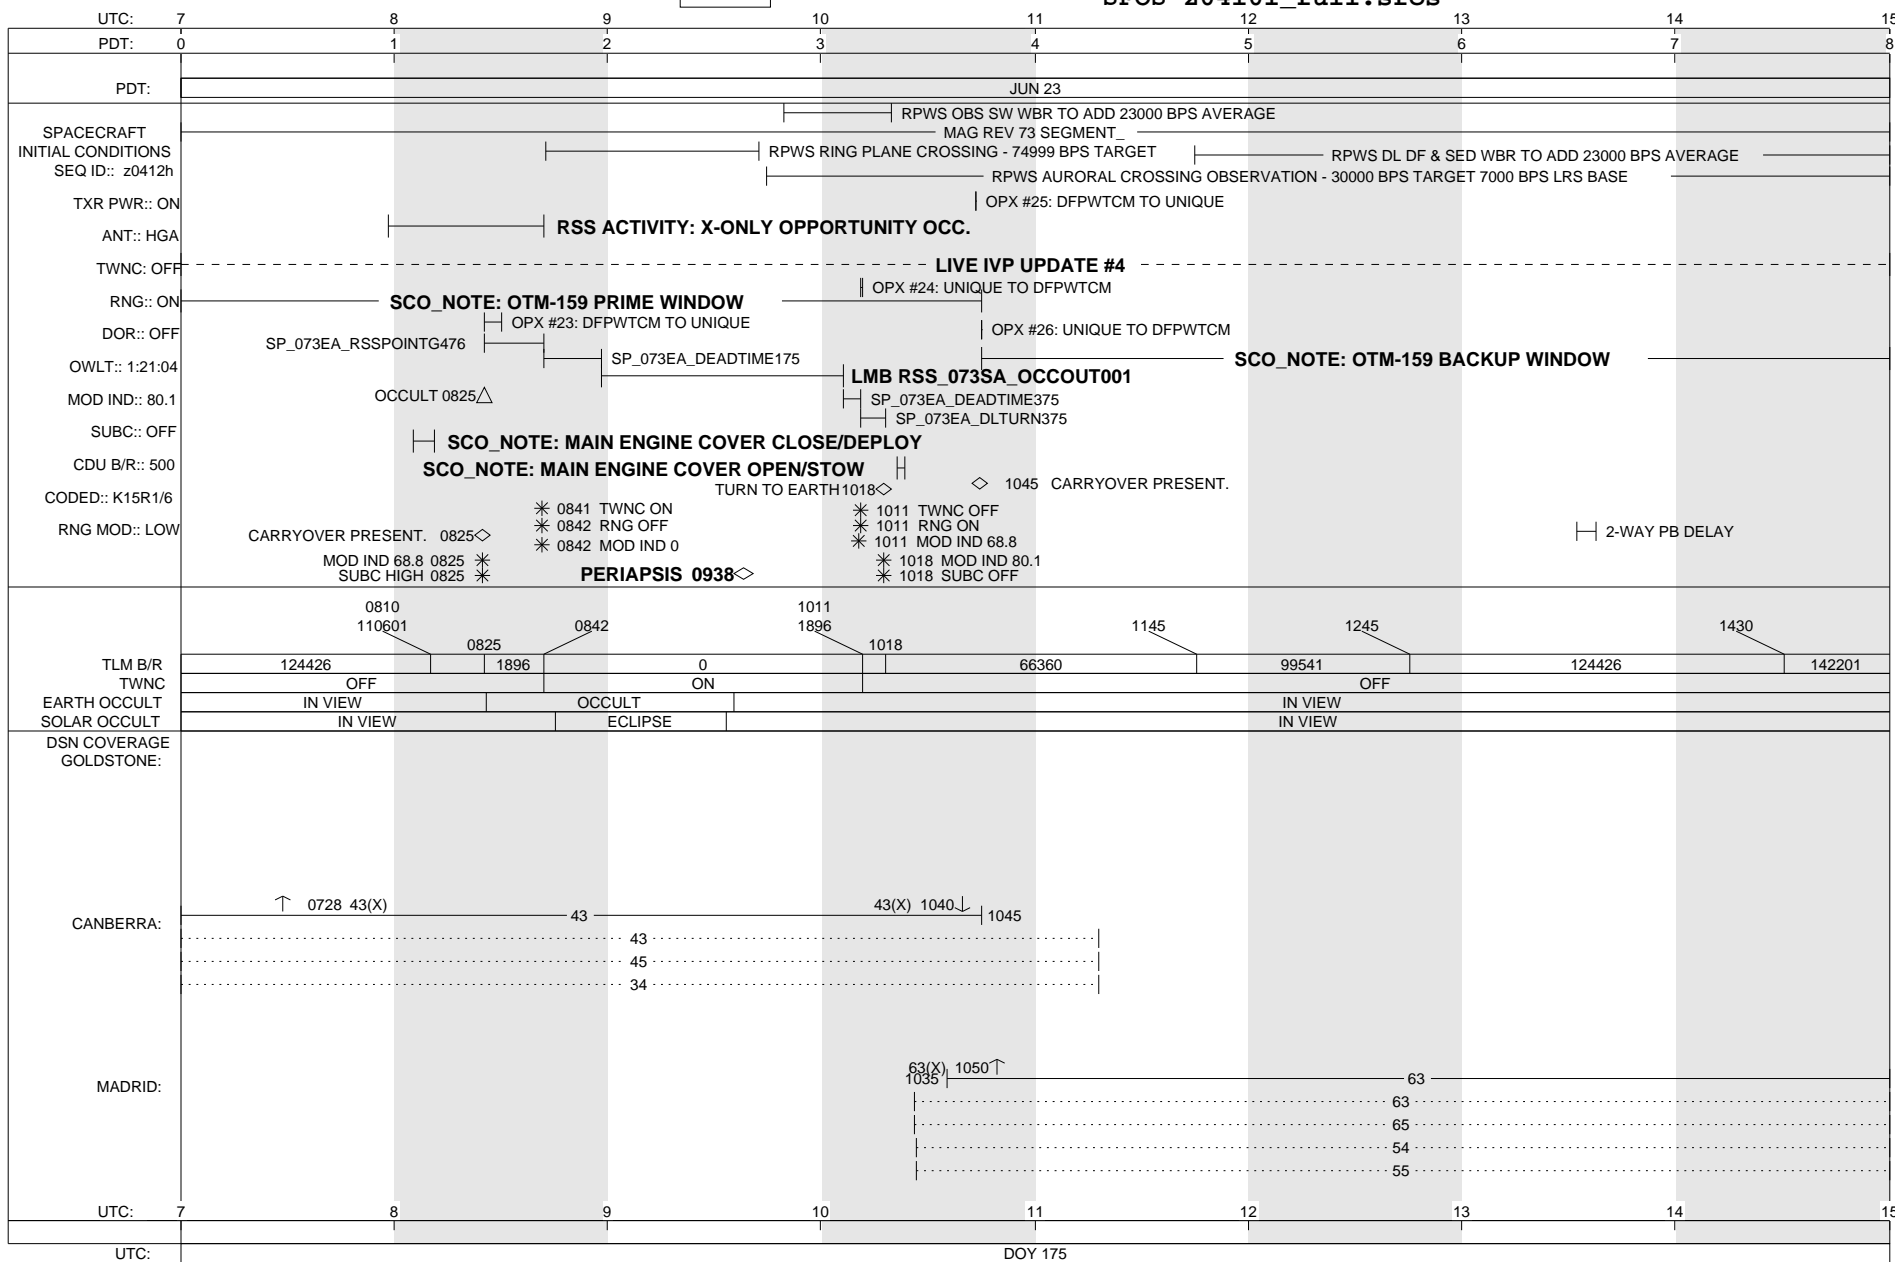 SFOS z0410i_full.sfos
UTC: 7 8 9 10 11 12 13 14 15
PDT: 0 1 2 3 4 5 6 7 8
PDT: JUN 23
RPWS OBS SW WBR TO ADD 23000 BPS AVERAGE
SPACECRAFT MAG REV 73 SEGMENT_
INITIAL CONDITIONS RPWS RING PLANE CROSSING - 74999 BPS TARGET RPWS DL DF & SED WBR TO ADD 23000 BPS AVERAGE
SEQ ID:: z0412h RPWS AURORAL CROSSING OBSERVATION - 30000 BPS TARGET 7000 BPS LRS BASE
TXR PWR:: ON OPX #25: DFPWTCM TO UNIQUE
ANT:: HGA RSS ACTIVITY: X-ONLY OPPORTUNITY OCC.
TWNC: OFF LIVE IVP UPDATE #4
OPX #24: UNIQUE TO DFPWTCM
RNG:: ON SCO_NOTE: OTM-159 PRIME WINDOW
OPX #23: DFPWTCM TO UNIQUE
DOR:: OFF OPX #26: UNIQUE TO DFPWTCM
SP_073EA_RSSPOINTG476
OWLT:: 1:21:04 SP_073EA_DEADTIME175 SCO_NOTE: OTM-159 BACKUP WINDOW
LMB RSS_073SA_OCCOUT001
MOD IND:: 80.1 OCCULT 0825 SP_073EA_DEADTIME375
SP_073EA_DLTURN375
SUBC:: OFF SCO_NOTE: MAIN ENGINE COVER CLOSE/DEPLOY
CDU B/R:: 500 SCO_NOTE: MAIN ENGINE COVER OPEN/STOW
TURN TO EARTH 1018 1045 CARRYOVER PRESENT.
CODED:: K15R1/6
0841 TWNC ON 1011 TWNC OFF
RNG MOD:: LOW 0842 RNG OFF 1011 RNG ON 2-WAY PB DELAY
CARRYOVER PRESENT. 0825 0842 MOD IND 0 1011 MOD IND 68.8
MOD IND 68.8 0825 1018 MOD IND 80.1
SUBC HIGH 0825 PERIAPSIS 0938 1018 SUBC OFF
0810 1011
110601 0842 1896 1145 1245 1430
0825 1018
TLM B/R 124426 1896 0 66360 99541 124426 142201
TWNC OFF ON OFF
EARTH OCCULT IN VIEW OCCULT IN VIEW
SOLAR OCCULT IN VIEW ECLIPSE IN VIEW
DSN COVERAGE
GOLDSTONE:
0728 43(X) 43(X) 1040
CANBERRA: 43 1045
43
45
34
63(X) 1050
MADRID: 1035 63
63
65
54
55
UTC: 7 8 9 10 11 12 13 14 15
UTC: DOY 175